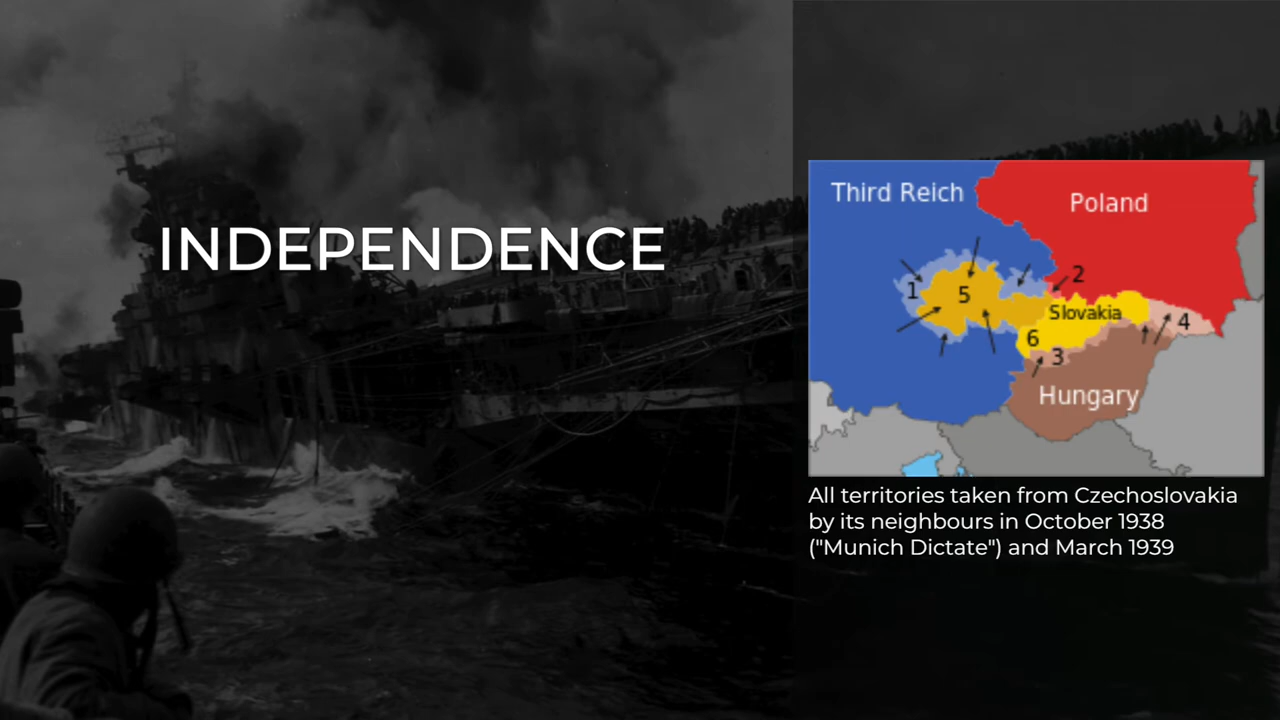 INDEPENDENCE
Third Reich
Poland
1
5
2
Slovakia
4
6
3
Hungary
All territories taken from Czechoslovakia
by its neighbours in October 1938
("Munich Dictate") and March 1939